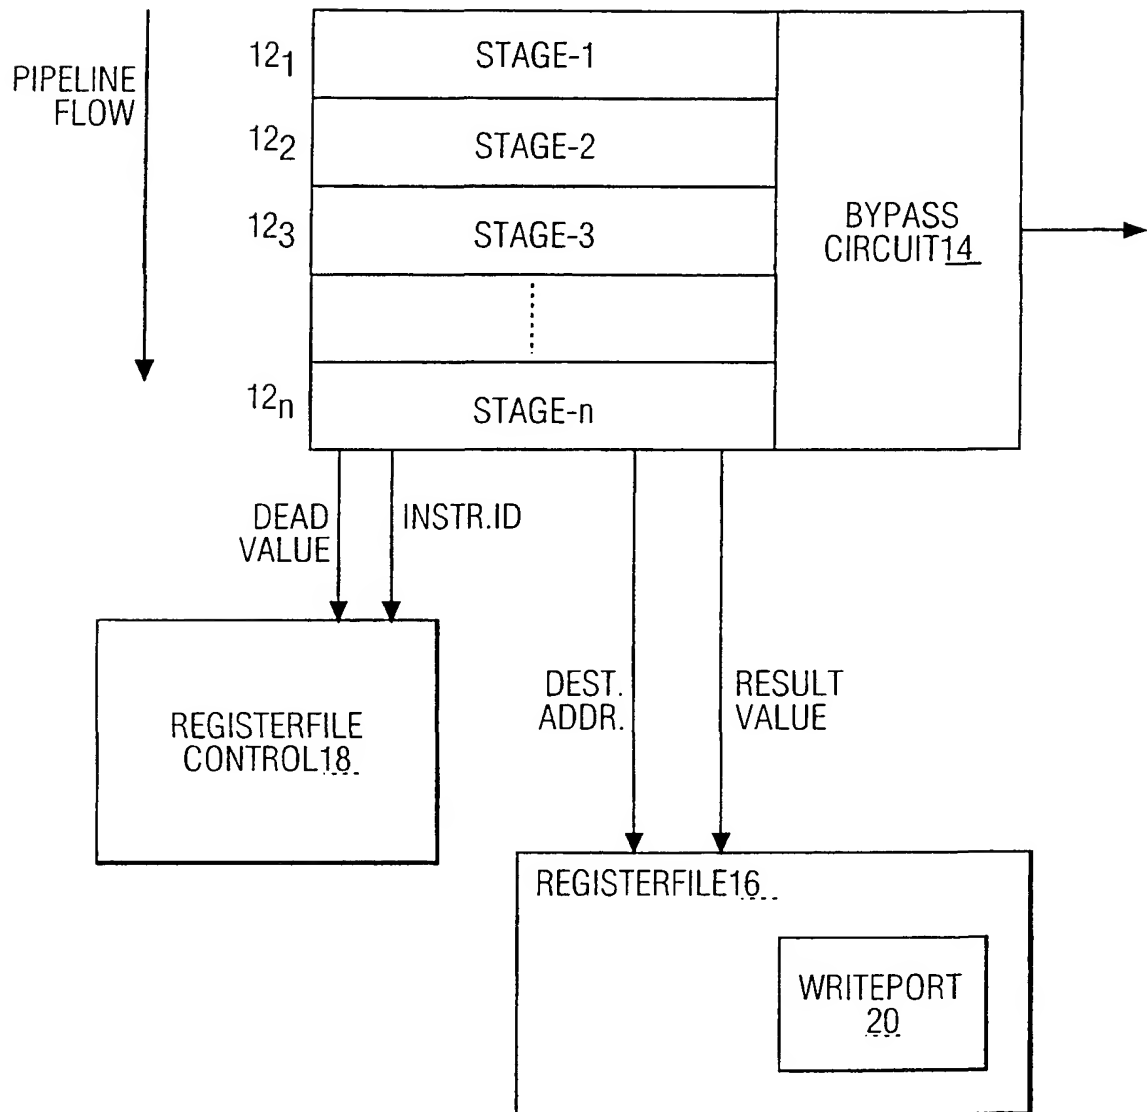 PIPELINE
FLOW
12₁
STAGE-1
12₂
STAGE-2
12₃
STAGE-3
BYPASS
CIRCUIT14
12ₙ
STAGE-n
DEAD
VALUE
INSTR.ID
DEST.
ADDR.
RESULT
VALUE
REGISTERFILE
CONTROL18
REGISTERFILE16
WRITEPORT
20